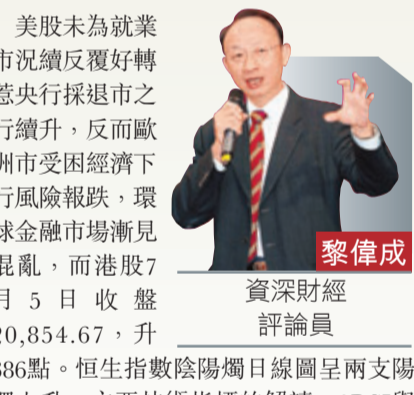 美股未為就業
市況續反覆好轉
惹央行採退市之
行續升，反而歐
洲市受困經濟下
行風險報跌，環
球金融市場漸見
混亂，而港股7
月5日收盤
20,854.67，升
386點。恒生指數陰陽燭日線圖呈兩支陽
黎偉成
資深財經
評論員